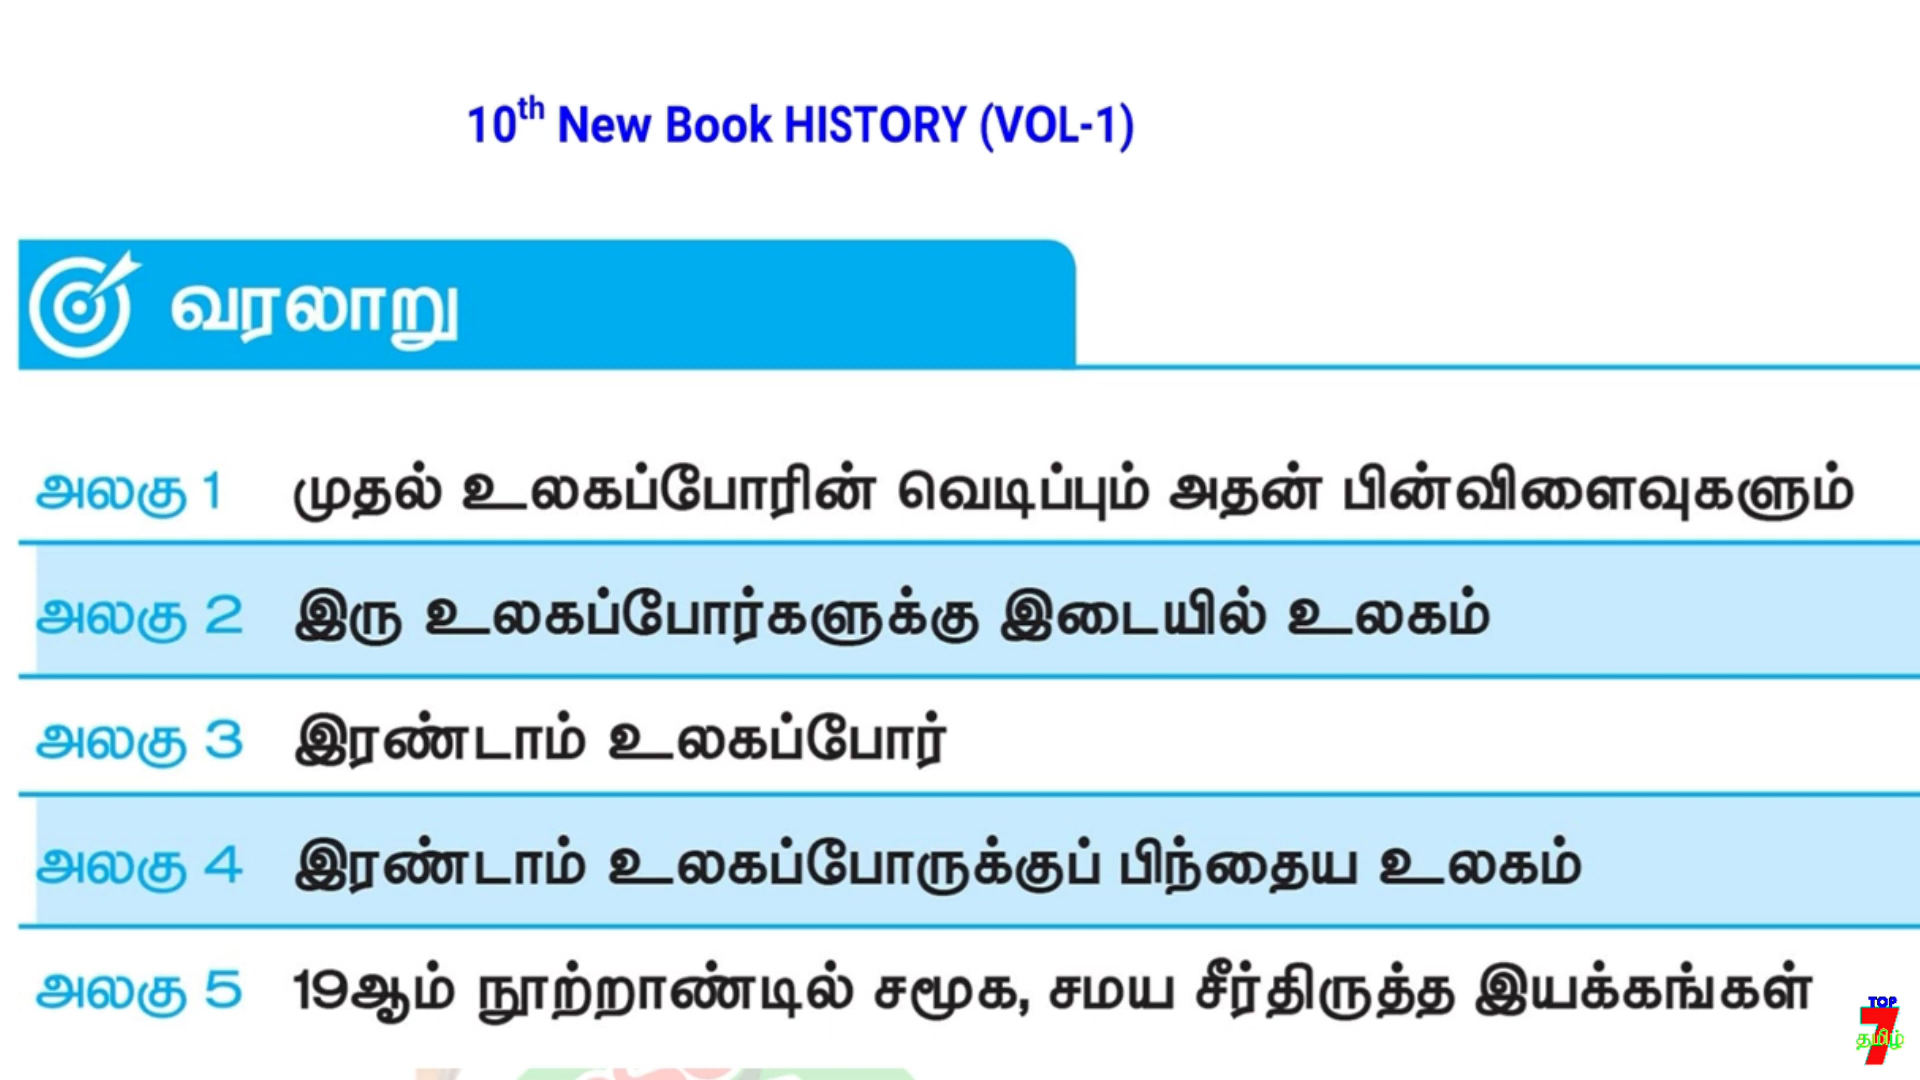 10th New Book HISTORY (VOL-1)
வரலாறு
அலகு 1 முதல் உலகப்போரின் வெடிப்பும் அதன் பின்விளைவுகளும்
அலகு 2 இரு உலகப்போர்களுக்கு இடையில் உலகம்
அலகு 3 இரண்டாம் உலகப்போர்
அலகு 4 இரண்டாம் உலகப்போருக்குப் பிந்தைய உலகம்
அலகு 5 19ஆம் நூற்றாண்டில் சமூக, சமய சீர்திருத்த இயக்கங்கள்
TOP
7
தமிழ்